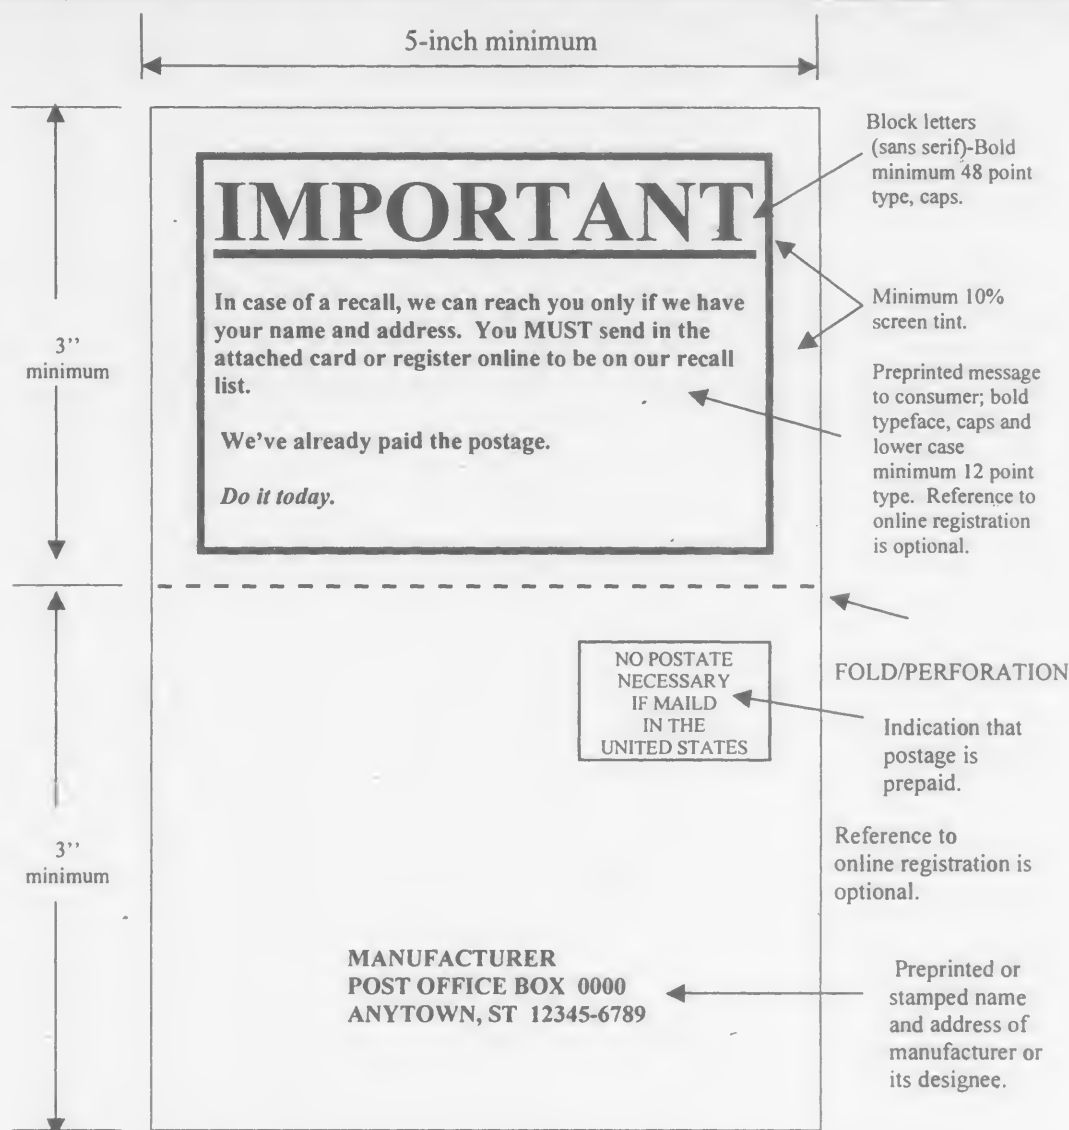 5-inch minimum
Block letters
(sans serif)-Bold
minimum 48 point
type, caps.
IMPORTANT
In case of a recall, we can reach you only if we have
your name and address. You MUST send in the
attached card or register online to be on our recall
list.
We've already paid the postage.
Do it today.
3''
minimum
Minimum 10%
screen tint.
Preprinted message
to consumer; bold
typeface, caps and
lower case
minimum 12 point
type. Reference to
online registration
is optional.
NO POSTATE
NECESSARY
IF MAILD
IN THE
UNITED STATES
FOLD/PERFORATION
Indication that
postage is
prepaid.
3''
minimum
Reference to
online registration is
optional.
MANUFACTURER
POST OFFICE BOX 0000
ANYTOWN, ST 12345-6789
Preprinted or
stamped name
and address of
manufacturer or
its designee.